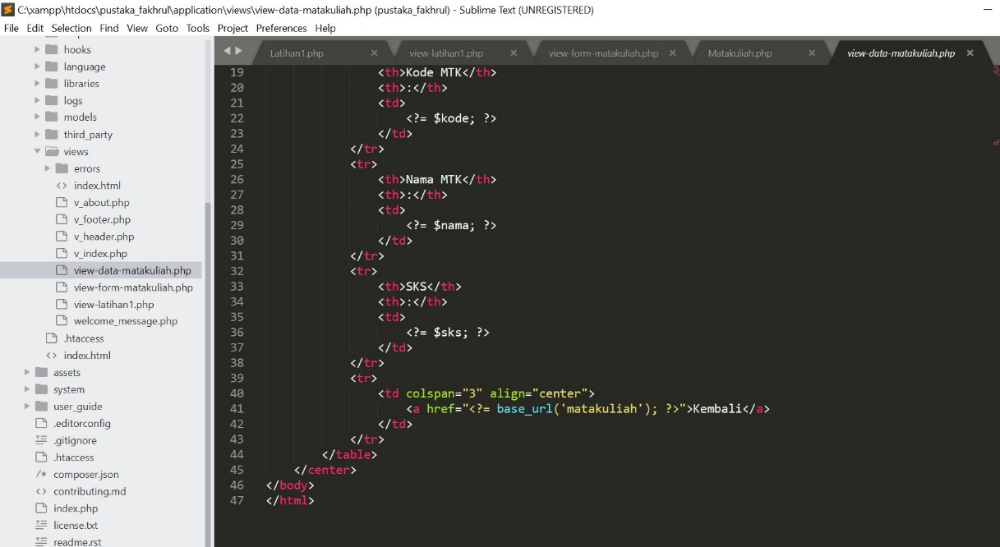 C:\xampp\htdocs\pustaka_fakhrul\application\views\view-data-matakuliah.php (pustaka_fakhrul) - Sublime Text (UNREGISTERED)
File Edit Selection Find View Goto Tools Project Preferences Help
hooks
language
libraries
logs
models
third_party
views
errors
<> index.html
v_about.php
v_footer.php
v_header.php
v_index.php
view-data-matakuliah.php
view-form-matakuliah.php
view-latihan1.php
welcome_message.php
.htaccess
<> index.html
assets
system
user_guide
.editorconfig
.gitignore
.htaccess
/* composer.json
<> contributing.md
index.php
license.txt
readme.rst
Latihan1.php × view-latihan1.php × view-form-matakuliah.php × Matakuliah.php × view-data-matakuliah.php ×
19 <th>Kode MTK</th>
20 <th>:</th>
21 <td>
22 <?= $kode; ?>
23 </td>
24 </tr>
25 <tr>
26 <th>Nama MTK</th>
27 <th>:</th>
28 <td>
29 <?= $nama; ?>
30 </td>
31 </tr>
32 <tr>
33 <th>SKS</th>
34 <th>:</th>
35 <td>
36 <?= $sks; ?>
37 </td>
38 </tr>
39 <tr>
40 <td colspan="3" align="center">
41 <a href="<?= base_url('matakuliah'); ?>">Kembali</a>
42 </td>
43 </tr>
44 </table>
45 </center>
46 </body>
47 </html>